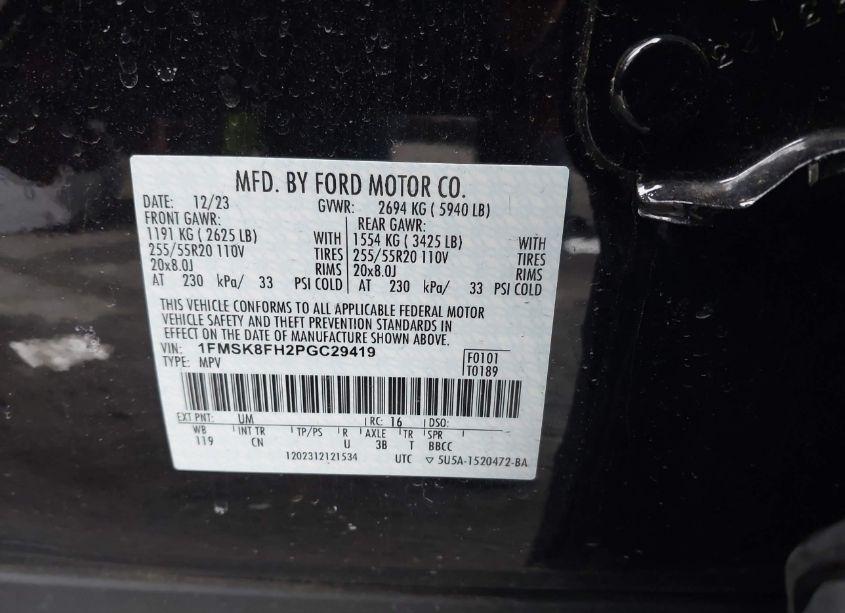 MFD. BY FORD MOTOR CO.
DATE: 12/23 GVWR: 2694 KG ( 5940 LB)
FRONT GAWR: REAR GAWR:
1191 KG ( 2625 LB) WITH 1554 KG ( 3425 LB) WITH
255/55R20 110V TIRES 255/55R20 110V TIRES
20x8.0J RIMS 20x8.0J RIMS
AT 230 kPa/ 33 PSI COLD AT 230 kPa/ 33 PSI COLD
THIS VEHICLE CONFORMS TO ALL APPLICABLE FEDERAL MOTOR
VEHICLE SAFETY AND THEFT PREVENTION STANDARDS IN
EFFECT ON THE DATE OF MANUFACTURE SHOWN ABOVE.
VIN: 1FMSK8FH2PGC29419 F0101
TYPE: MPV T0189
EXT PNT: UM RC: 16 DSO:
WB INT TR TP/PS R AXLE TR SPR
119 CN U 3B T BBCC
1202312121534 UTC ▽ 5U5A-1520472-BA